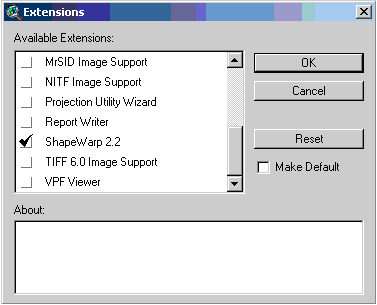 Extensions
Available Extensions:
MrSID Image Support
NITF Image Support
Projection Utility Wizard
Report Writer
ShapeWarp 2.2
TIFF 6.0 Image Support
VPF Viewer
OK
Cancel
Reset
Make Default
About: